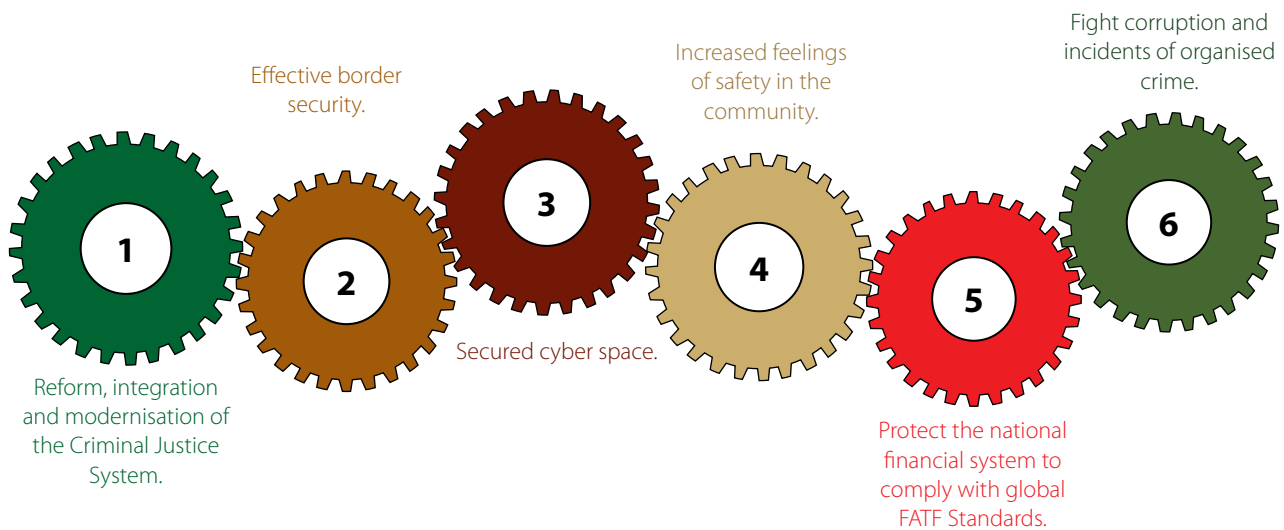 1
Reform, integration
and modernisation of
the Criminal Justice
System.
Effective border
security.
2
3
Secured cyber space.
Increased feelings
of safety in the
community.
4
5
Protect the national
financial system to
comply with global
FATF Standards.
Fight corruption and
incidents of organised
crime.
6